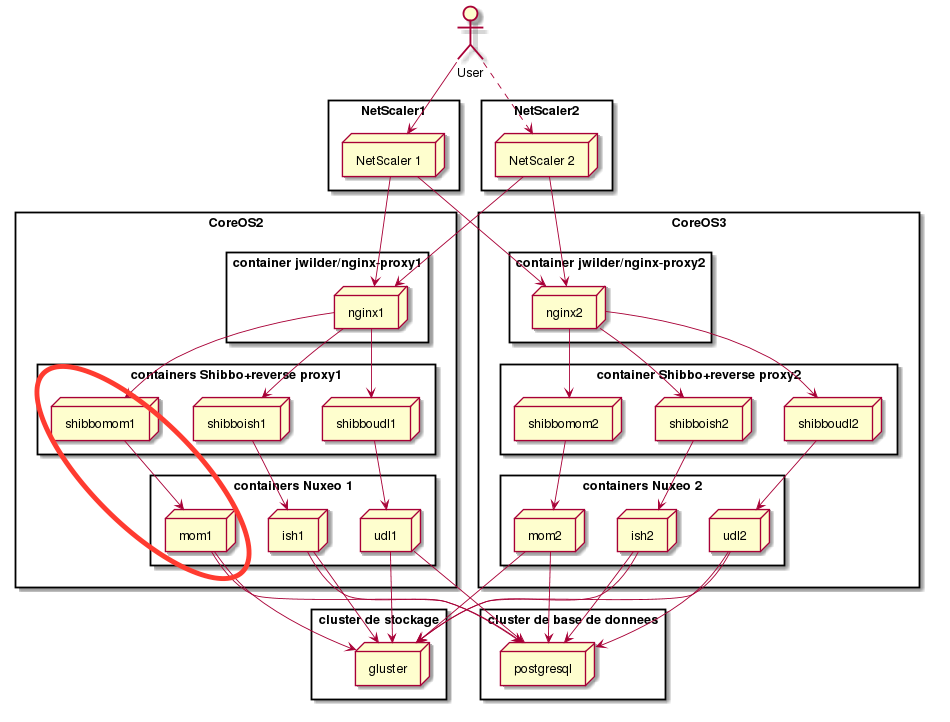 User
NetScaler1
NetScaler2
NetScaler 1
NetScaler 2
CoreOS2
CoreOS3
container jwilder/nginx-proxy1
container jwilder/nginx-proxy2
nginx1
nginx2
containers Shibbo+reverse proxy1
container Shibbo+reverse proxy2
shibbomom1
shibboish1
shibboudl1
shibbomom2
shibboish2
shibboudl2
containers Nuxeo 1
containers Nuxeo 2
mom1
ish1
udl1
mom2
ish2
udl2
cluster de stockage
cluster de base de donnees
gluster
postgresql